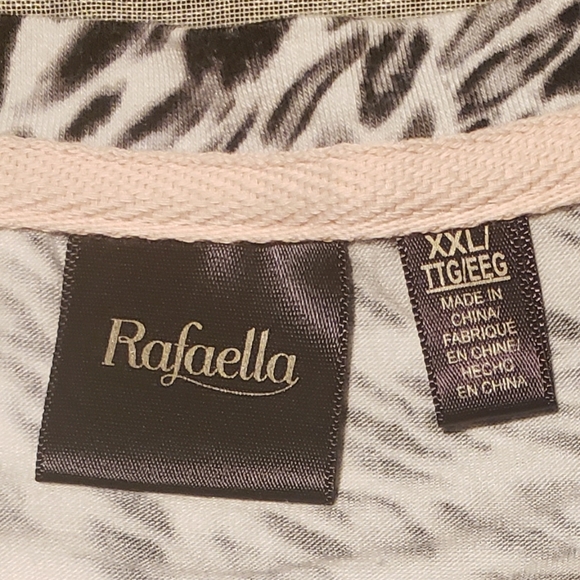 Rafaella
XXL/
TTG/EEG
MADE IN
CHINA/
FABRIQUE
EN CHINE/
HECHO
EN CHINA